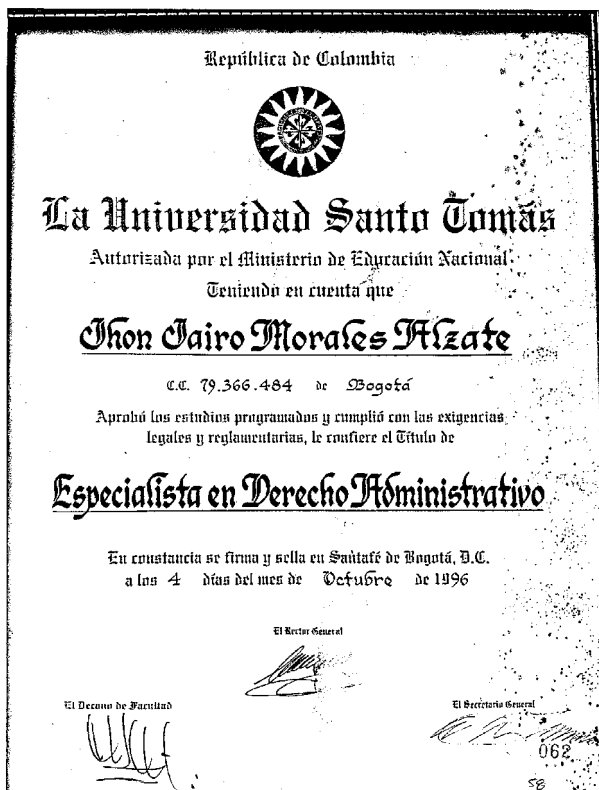 República de Colombia
La Universidad Santo Tomás
Autorizada por el Ministerio de Educación Nacional
Teniendo en cuenta que
Jhon Jairo Morales Alzate
C.C. 79.366.484 de Bogotá
Aprobó los estudios programados y cumplió con las exigencias
legales y reglamentarias, le confiere el Título de
Especialista en Derecho Administrativo
En constancia se firma y sella en Santafé de Bogotá, D.C.
a los 4 días del mes de Octubre de 1996
El Rector General
El Decano de Facultad
El Secretario General
062
58